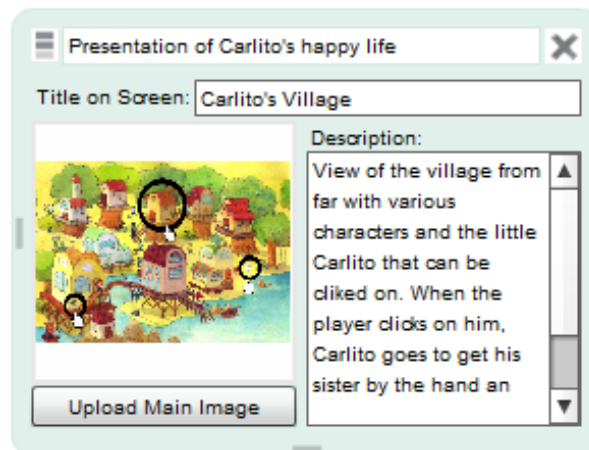 Presentation of Carlito's happy life
Title on Screen: Carlito's Village
Description:
View of the village from
far with various
characters and the little
Carlito that can be
cliked on. When the
player clicks on him,
Carlito goes to get his
sister by the hand an
Upload Main Image